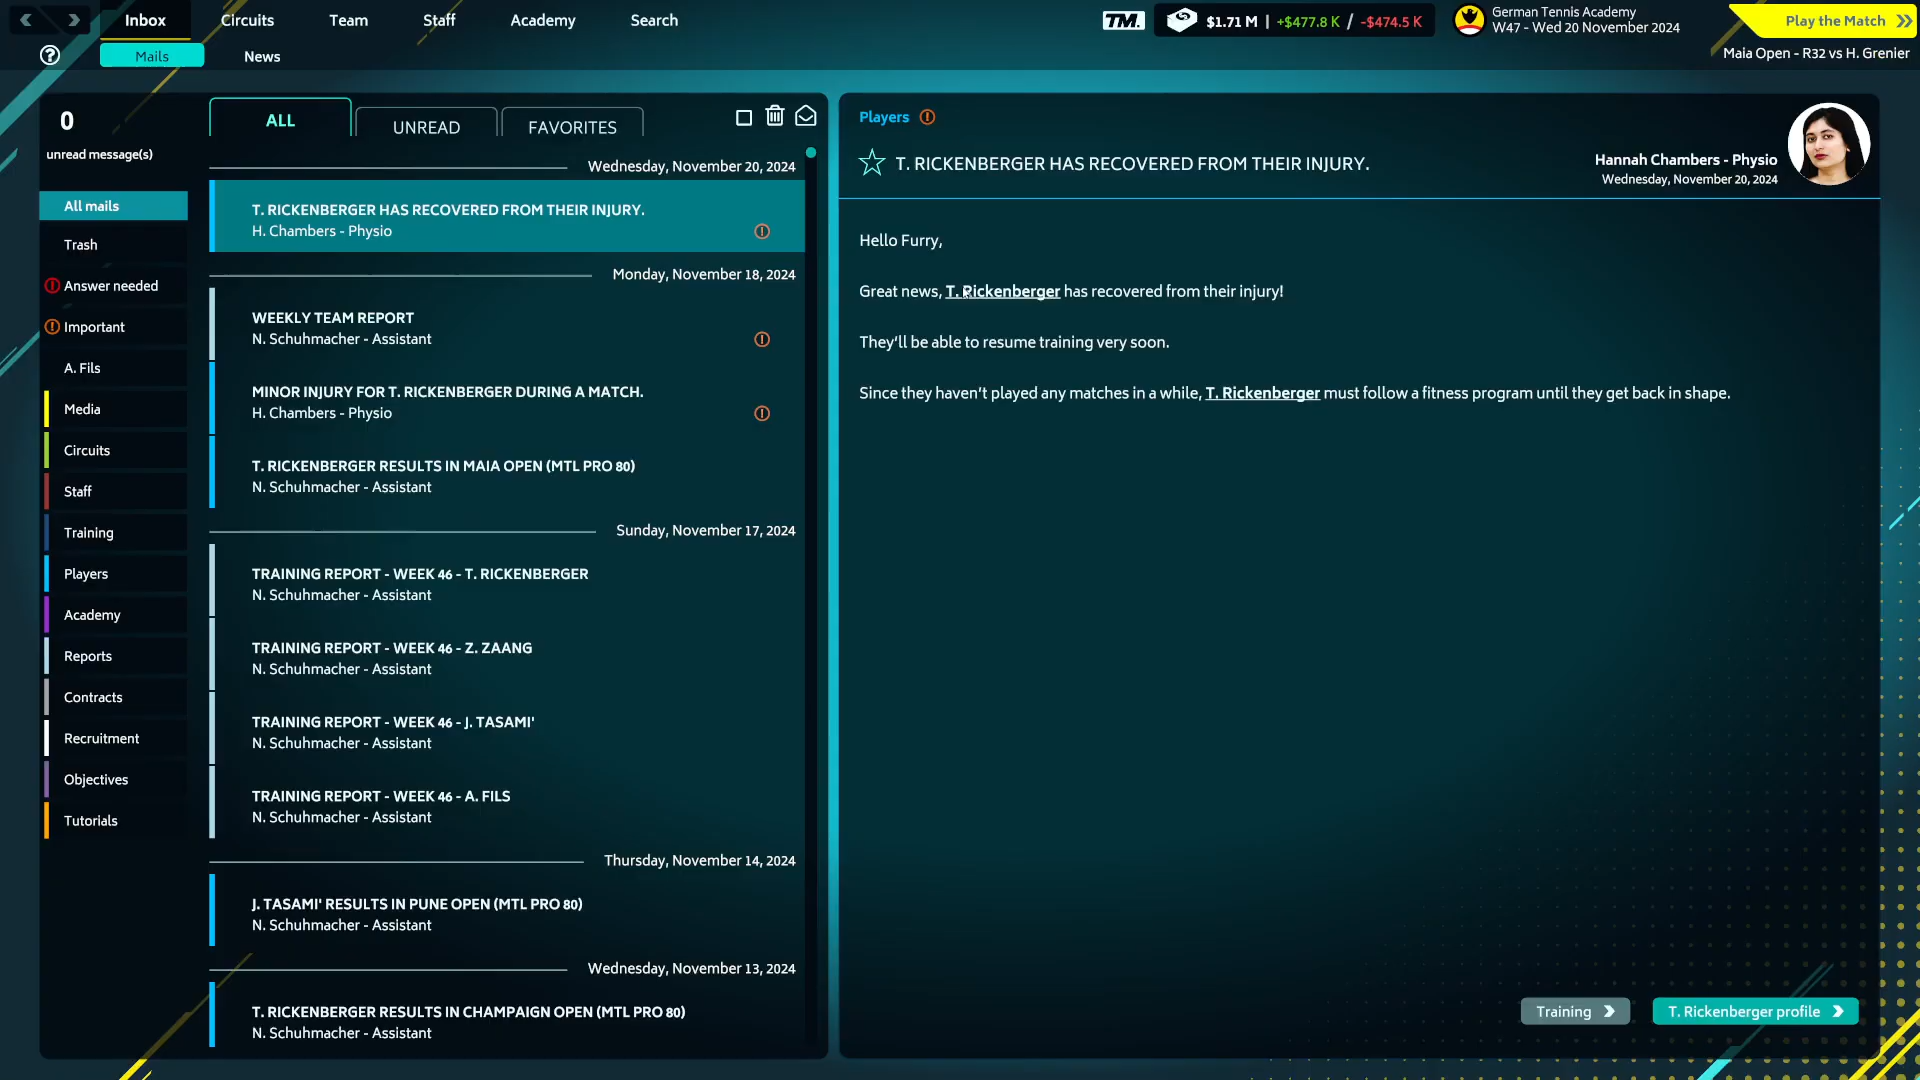 Inbox
Circuits
Team
Staff
Academy
Search
TM.
$1.71 M | +$477.8 K / -$474.5 K
German Tennis Academy
W47 - Wed 20 November 2024
Play the Match
Maia Open - R32 vs H. Grenier
?
Mails
News
0
unread message(s)
All mails
Trash
Answer needed
Important
A. Fils
Media
Circuits
Staff
Training
Players
Academy
Reports
Contracts
Recruitment
Objectives
Tutorials
ALL
UNREAD
FAVORITES
Wednesday, November 20, 2024
T. RICKENBERGER HAS RECOVERED FROM THEIR INJURY.
H. Chambers - Physio
Monday, November 18, 2024
WEEKLY TEAM REPORT
N. Schuhmacher - Assistant
MINOR INJURY FOR T. RICKENBERGER DURING A MATCH.
H. Chambers - Physio
T. RICKENBERGER RESULTS IN MAIA OPEN (MTL PRO 80)
N. Schuhmacher - Assistant
Sunday, November 17, 2024
TRAINING REPORT - WEEK 46 - T. RICKENBERGER
N. Schuhmacher - Assistant
TRAINING REPORT - WEEK 46 - Z. ZAANG
N. Schuhmacher - Assistant
TRAINING REPORT - WEEK 46 - J. TASAMI'
N. Schuhmacher - Assistant
TRAINING REPORT - WEEK 46 - A. FILS
N. Schuhmacher - Assistant
Thursday, November 14, 2024
J. TASAMI' RESULTS IN PUNE OPEN (MTL PRO 80)
N. Schuhmacher - Assistant
Wednesday, November 13, 2024
T. RICKENBERGER RESULTS IN CHAMPAIGN OPEN (MTL PRO 80)
N. Schuhmacher - Assistant
Players
T. RICKENBERGER HAS RECOVERED FROM THEIR INJURY.
Hannah Chambers - Physio
Wednesday, November 20, 2024
Hello Furry,
Great news, T. Rickenberger has recovered from their injury!
They'll be able to resume training very soon.
Since they haven't played any matches in a while, T. Rickenberger must follow a fitness program until they get back in shape.
Training
T. Rickenberger profile